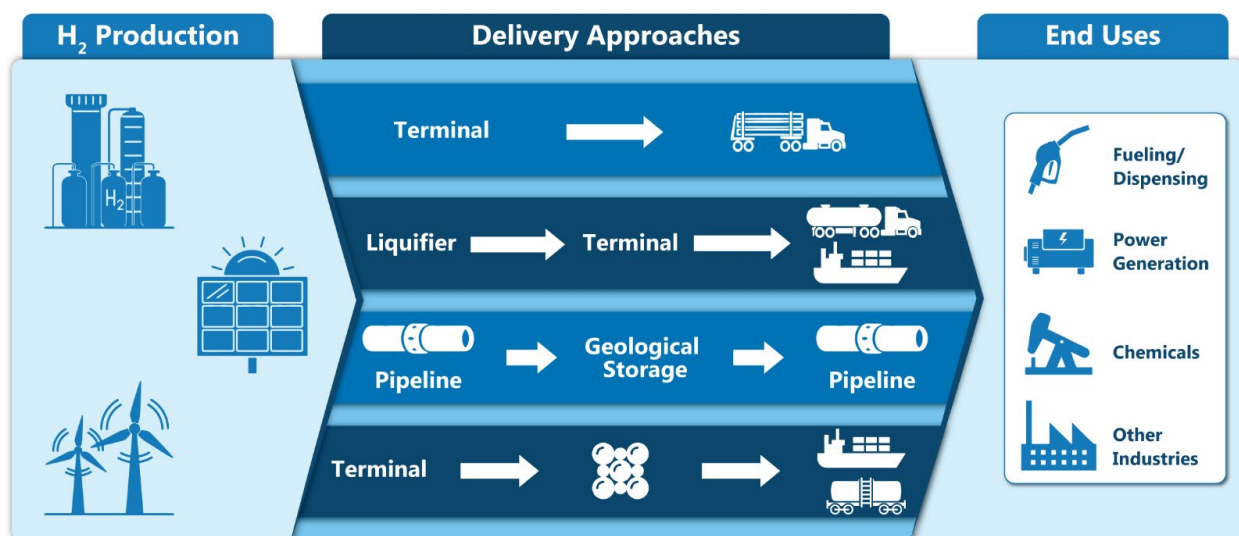 H₂ Production
Delivery Approaches
End Uses
H₂
Terminal
Liquifier
Terminal
Pipeline
Geological
Storage
Pipeline
Terminal
Fueling/
Dispensing
Power
Generation
Chemicals
Other
Industries